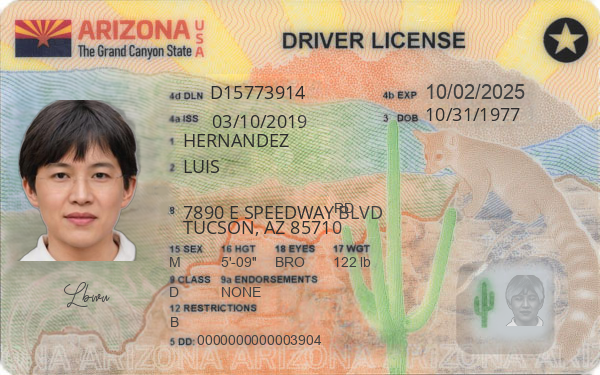 ARIZONA USA
The Grand Canyon State
DRIVER LICENSE
4d DLN D15773914
4b EXP 10/02/2025
4a ISS 03/10/2019
3 DOB 10/31/1977
1 HERNANDEZ
2 LUIS
8 7890 E SPEEDWAY BLVD RD
TUCSON, AZ 85710
15 SEX 16 HGT 18 EYES 17 WGT
M 5'-09" BRO 122 lb
9 CLASS 9a ENDORSEMENTS
D NONE
12 RESTRICTIONS
B
5 DD: 0000000000003904
ARIZONA ARIZONA ARIZONA ARIZONA